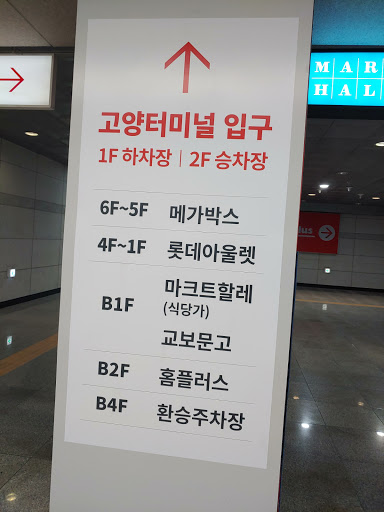 고양터미널 입구
1F 하차장 | 2F 승차장
6F~5F 메가박스
4F~1F 롯데아울렛
B1F 마크트할레
(식당가)
교보문고
B2F 홈플러스
B4F 환승주차장
MAR
HAL
lus